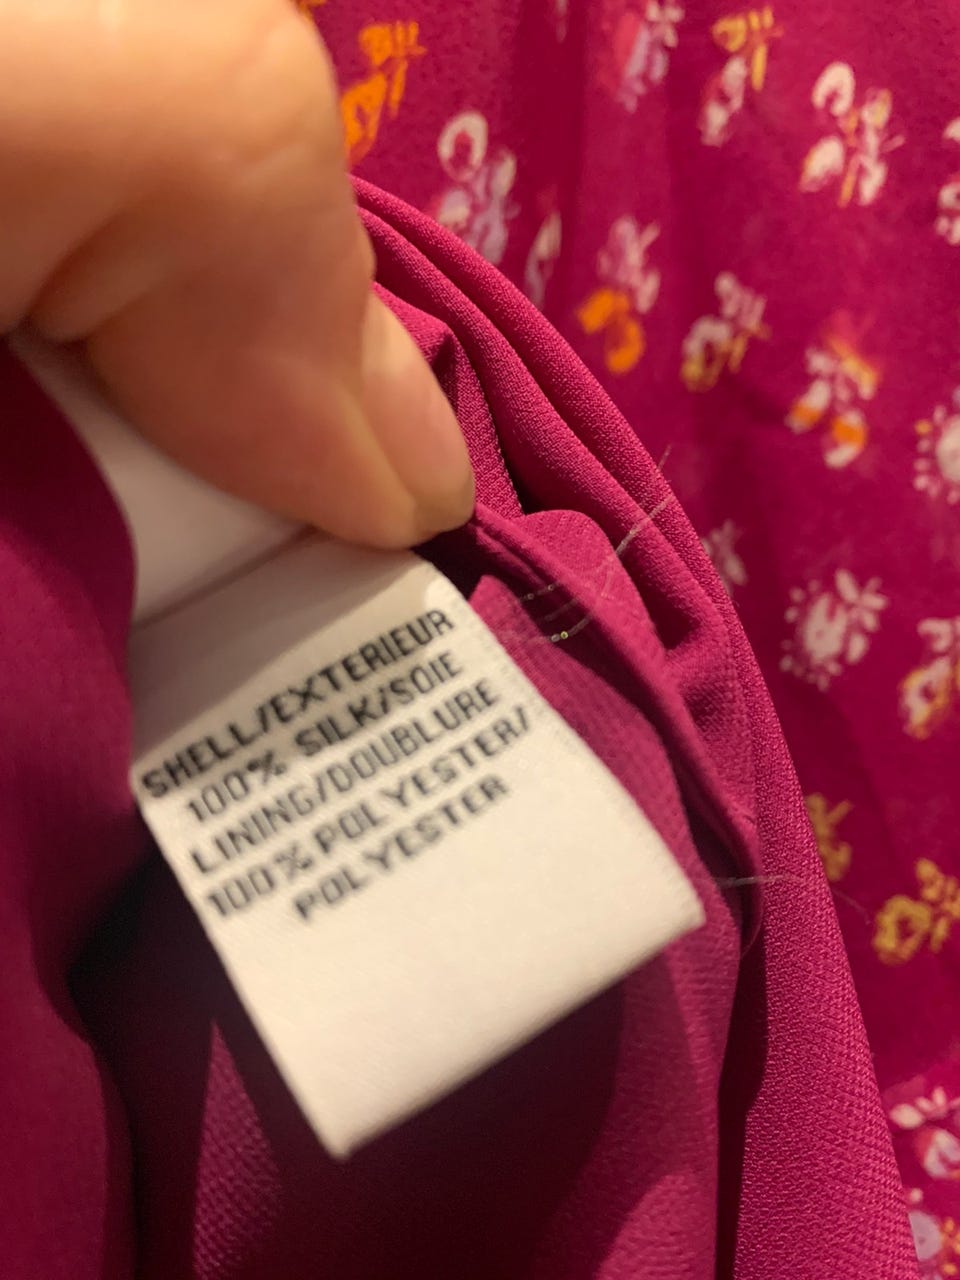 SHELL/EXTERIEUR
100% SILK/SOIE
LINING/DOUBLURE
100% POLYESTER/
POLYESTER